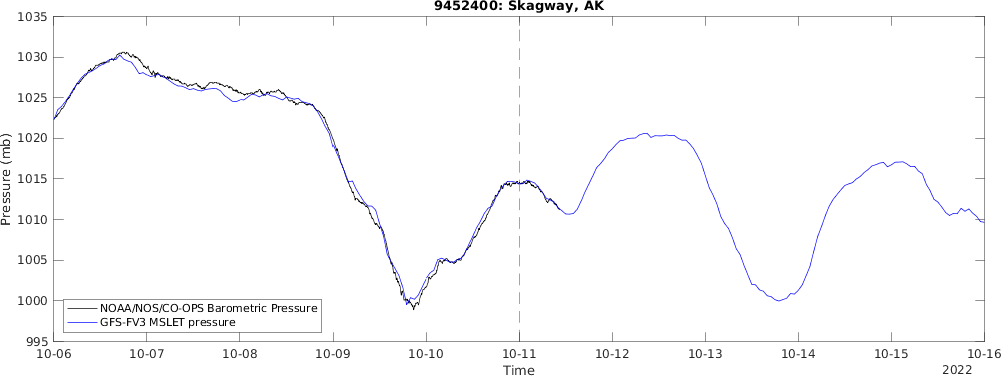 9452400: Skagway, AK
Pressure (mb)
1035
1030
1025
1020
1015
1010
1005
1000
995
NOAA/NOS/CO-OPS Barometric Pressure
GFS-FV3 MSLET pressure
10-06 10-07 10-08 10-09 10-10 10-11 10-12 10-13 10-14 10-15 10-16
Time
2022